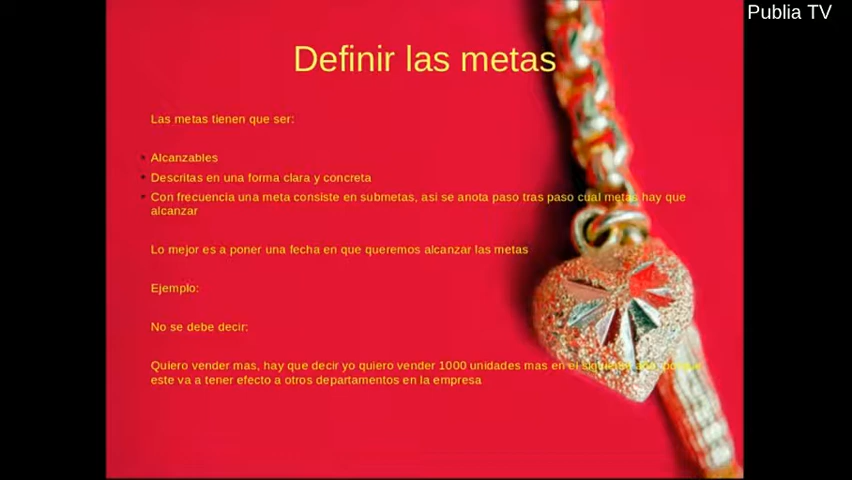 Publia TV
Definir las metas
Las metas tienen que ser:
Alcanzables
Descritas en una forma clara y concreta
Con frecuencia una meta consiste en submetas, asi se anota paso tras paso cual metas hay que
alcanzar
Lo mejor es a poner una fecha en que queremos alcanzar las metas
Ejemplo:
No se debe decir:
Quiero vender mas, hay que decir yo quiero vender 1000 unidades mas en el siguiente año, porque
este va a tener efecto a otros departamentos en la empresa